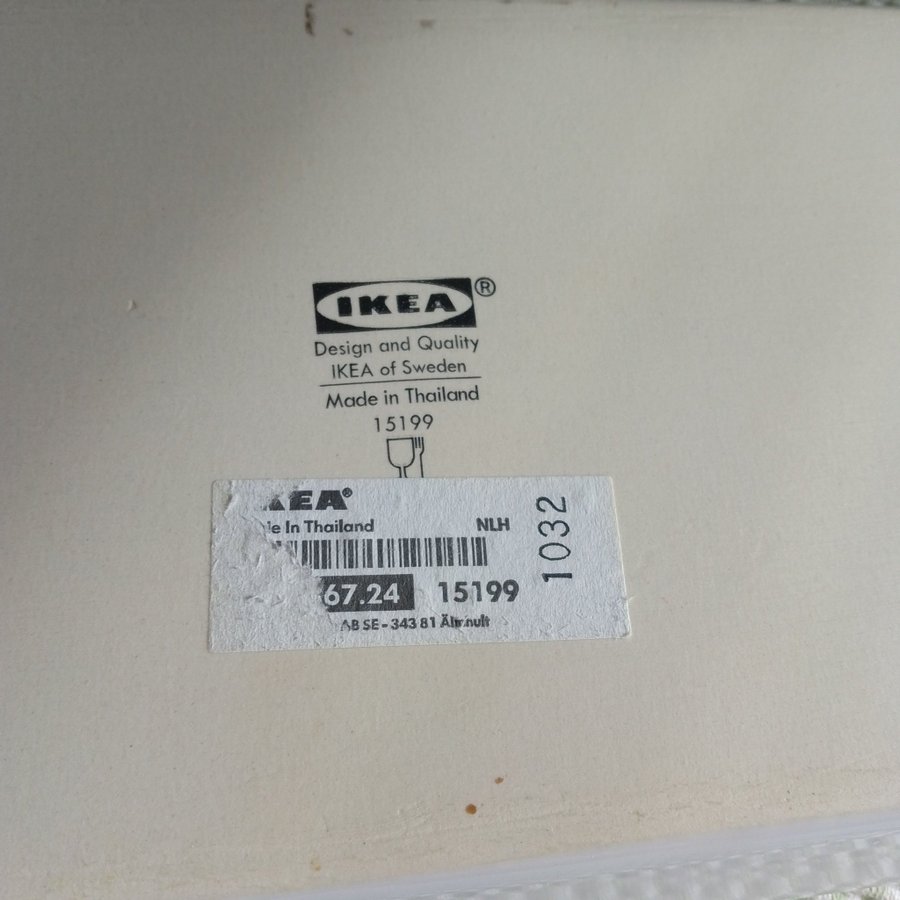 IKEA®
Design and Quality
IKEA of Sweden
Made in Thailand
15199
KEA®
In Thailand
NLH
1032
67.24
15199
AB SE - 343 81 Älmhult